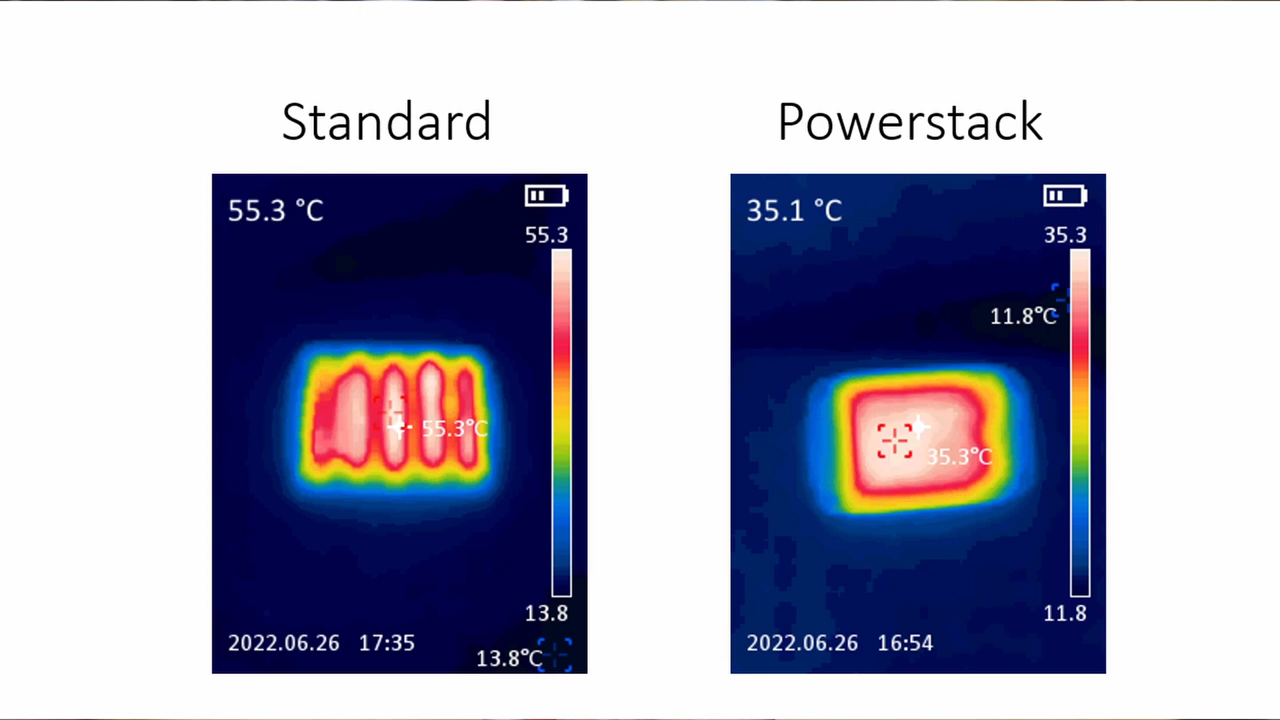 Standard
55.3 °C
55.3
55.3°C
13.8
2022.06.26 17:35
13.8°C
Powerstack
35.1 °C
35.3
11.8°C
35.3°C
11.8
2022.06.26 16:54